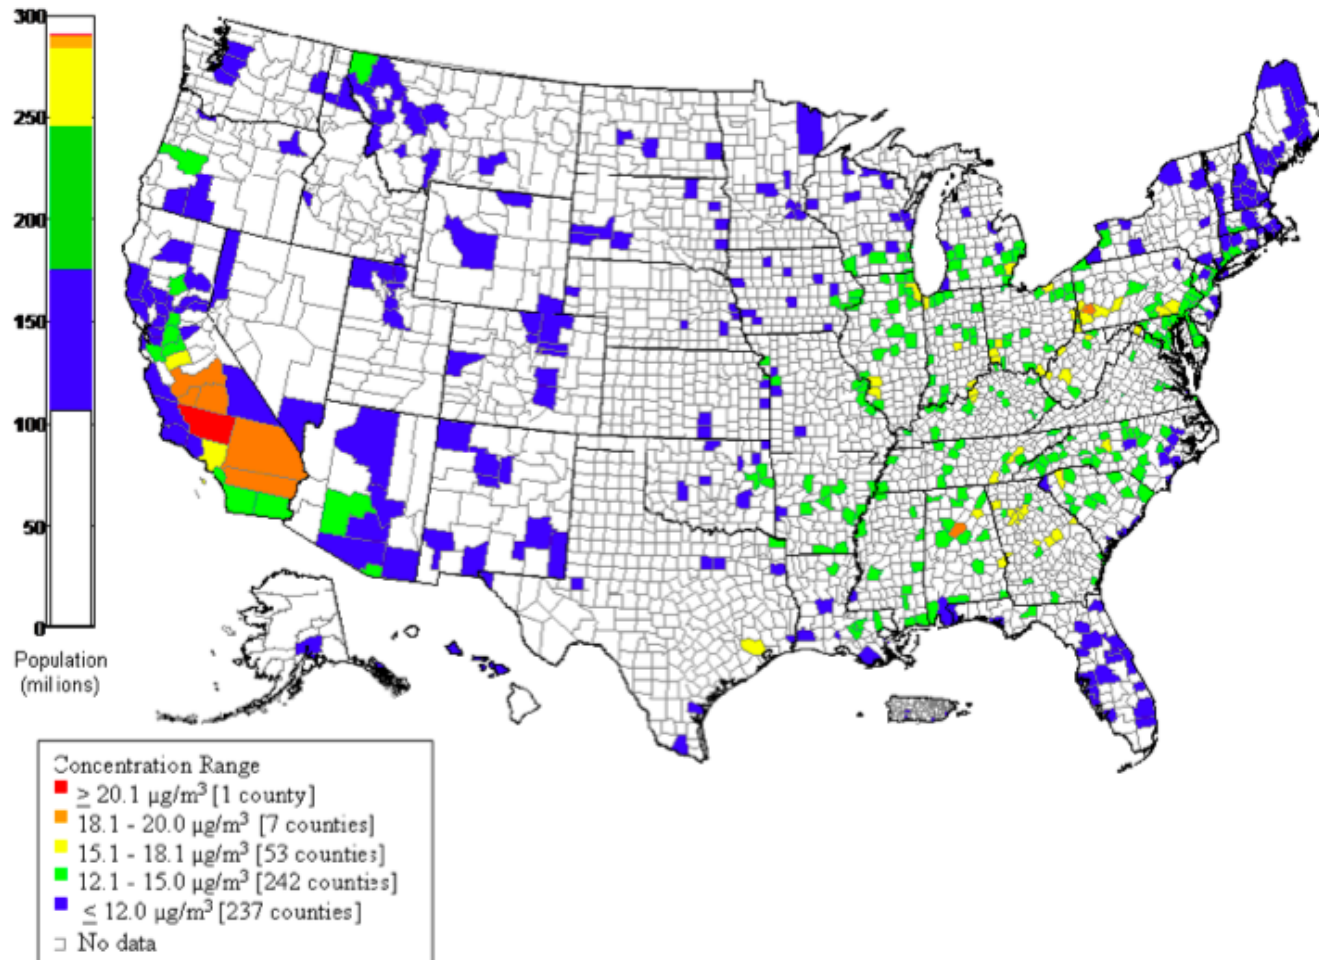 300
250
200
150
100
50
0
Population
(millions)
Concentration Range
≥ 20.1 µg/m³ [1 county]
18.1 - 20.0 µg/m³ [7 counties]
15.1 - 18.1 µg/m³ [53 counties]
12.1 - 15.0 µg/m³ [242 counties]
≤ 12.0 µg/m³ [237 counties]
No data